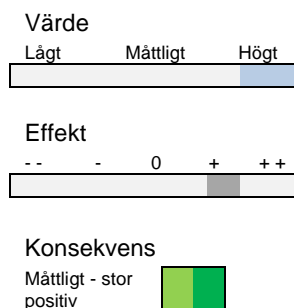 Värde
Lågt Måttligt Högt
Effekt
- - - 0 + + +
Konsekvens
Måttligt - stor
positiv